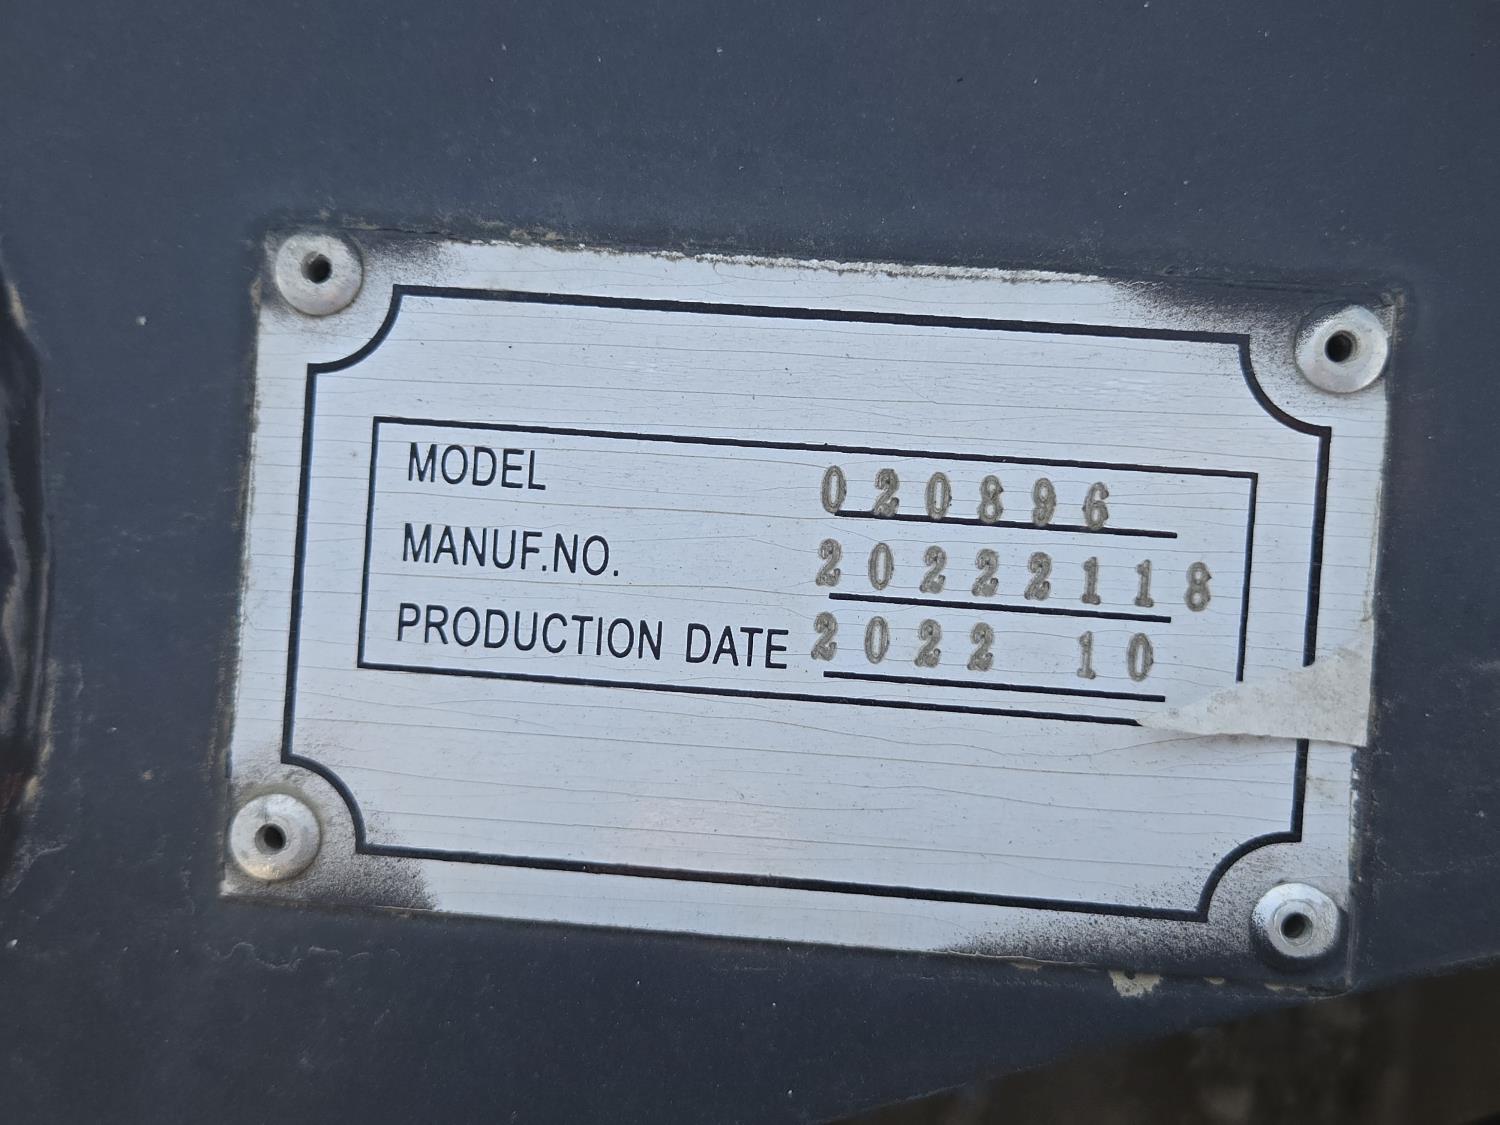 MODEL 020896
MANUF.NO. 20222118
PRODUCTION DATE 2022 10